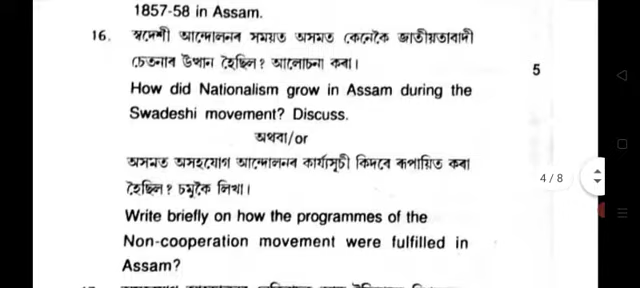 1857-58 in Assam.
16. স্বদেশী আন্দোলনৰ সময়ত অসমত কেনেকৈ জাতীয়তাবাদী
চেতনাৰ উত্থান হৈছিল? আলোচনা কৰা।
5
How did Nationalism grow in Assam during the
Swadeshi movement? Discuss.
অথবা/or
অসমত অসহযোগ আন্দোলনৰ কাৰ্য্যসূচী কিদৰে ৰূপায়িত কৰা
হৈছিল? চমুকৈ লিখা।
4/8
Write briefly on how the programmes of the
Non-cooperation movement were fulfilled in
Assam?